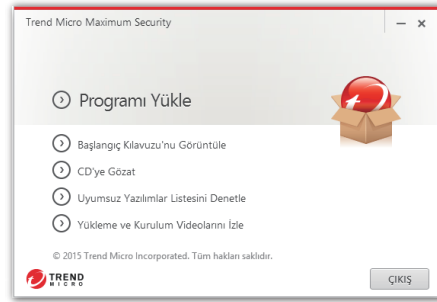 Trend Micro Maximum Security
Programı Yükle
Başlangıç Kılavuzu'nu Görüntüle
CD'ye Gözat
Uyumsuz Yazılımlar Listesini Denetle
Yükleme ve Kurulum Videolarını İzle
© 2015 Trend Micro Incorporated. Tüm hakları saklıdır.
TREND
MICRO
ÇIKIŞ